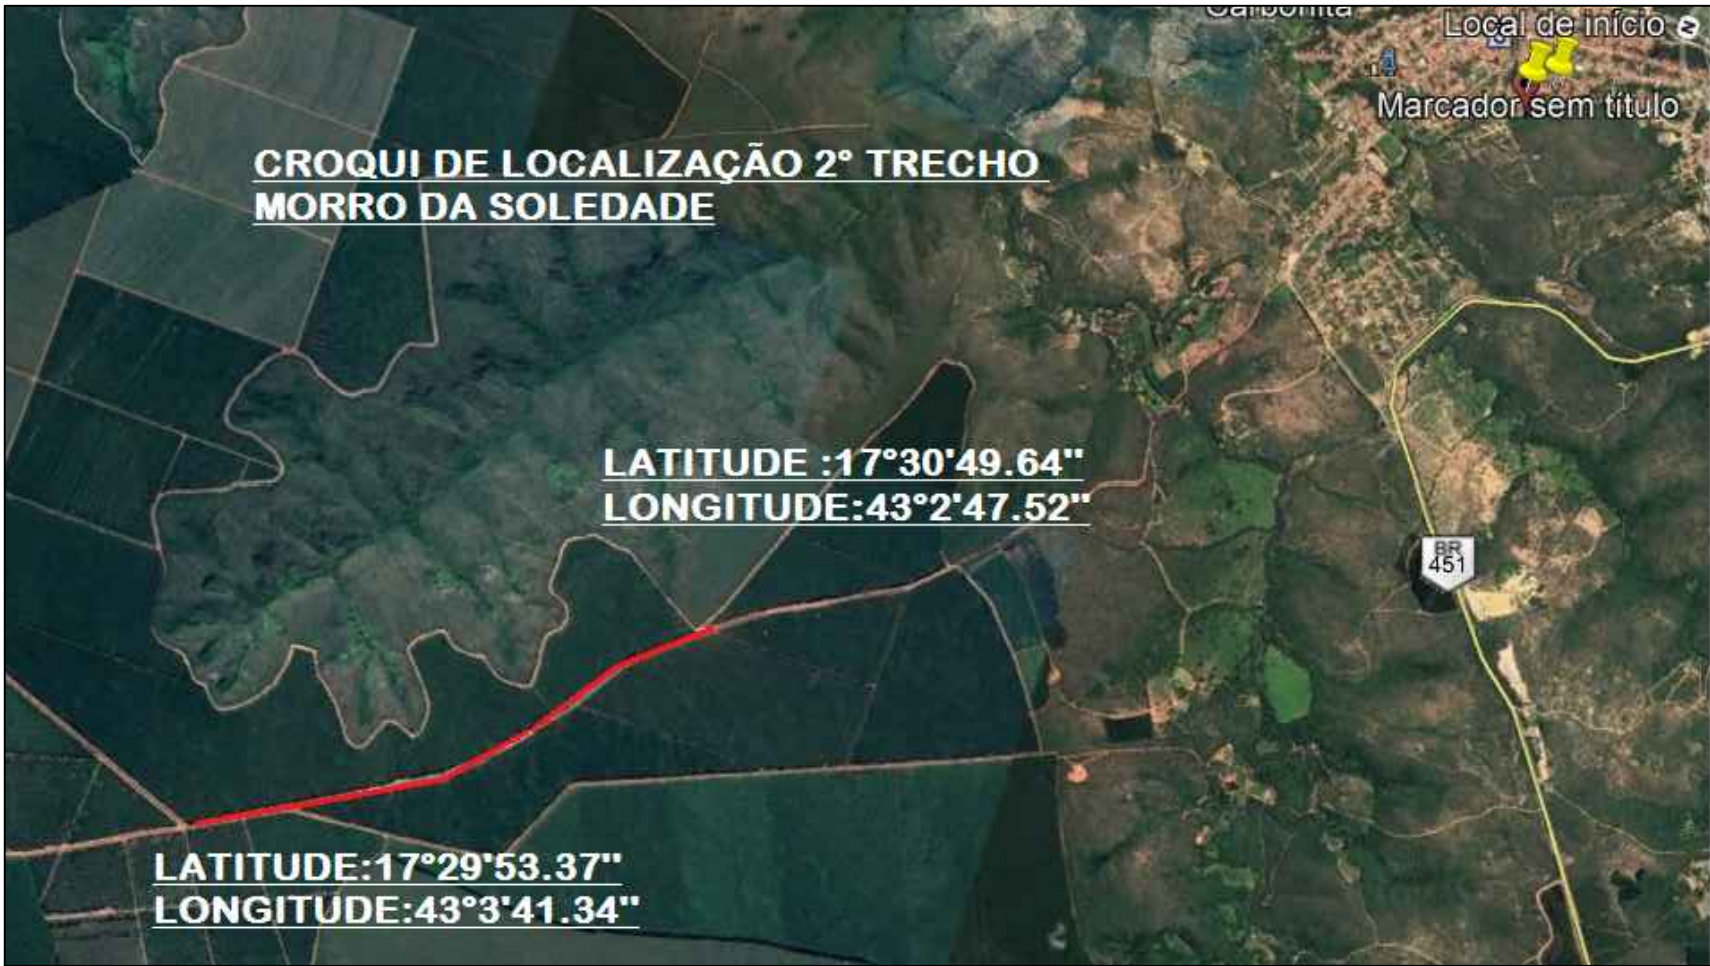 Carbonita
Local de início
Marcador sem título
CROQUI DE LOCALIZAÇÃO 2° TRECHO
MORRO DA SOLEDADE
LATITUDE :17°30'49.64"
LONGITUDE:43°2'47.52"
BR
451
LATITUDE:17°29'53.37"
LONGITUDE:43°3'41.34"